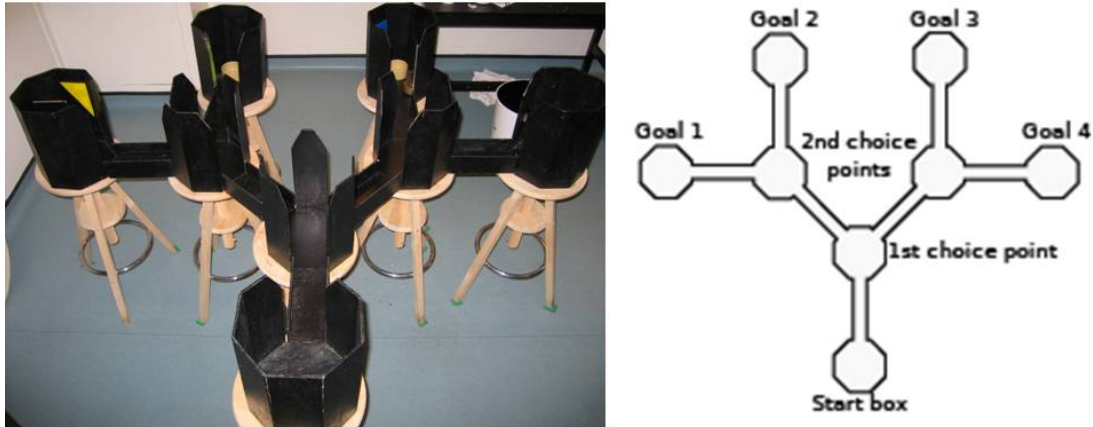 Goal 2
Goal 3
Goal 1
2nd choice
points
Goal 4
1st choice point
Start box